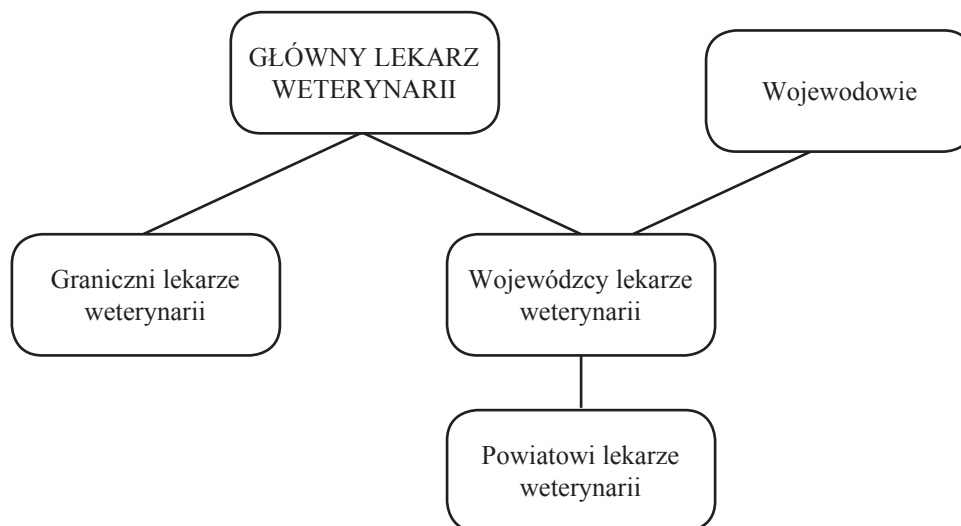 GŁÓWNY LEKARZ
WETERYNARII
Wojewodowie
Graniczni lekarze
weterynarii
Wojewódzcy lekarze
weterynarii
Powiatowi lekarze
weterynarii